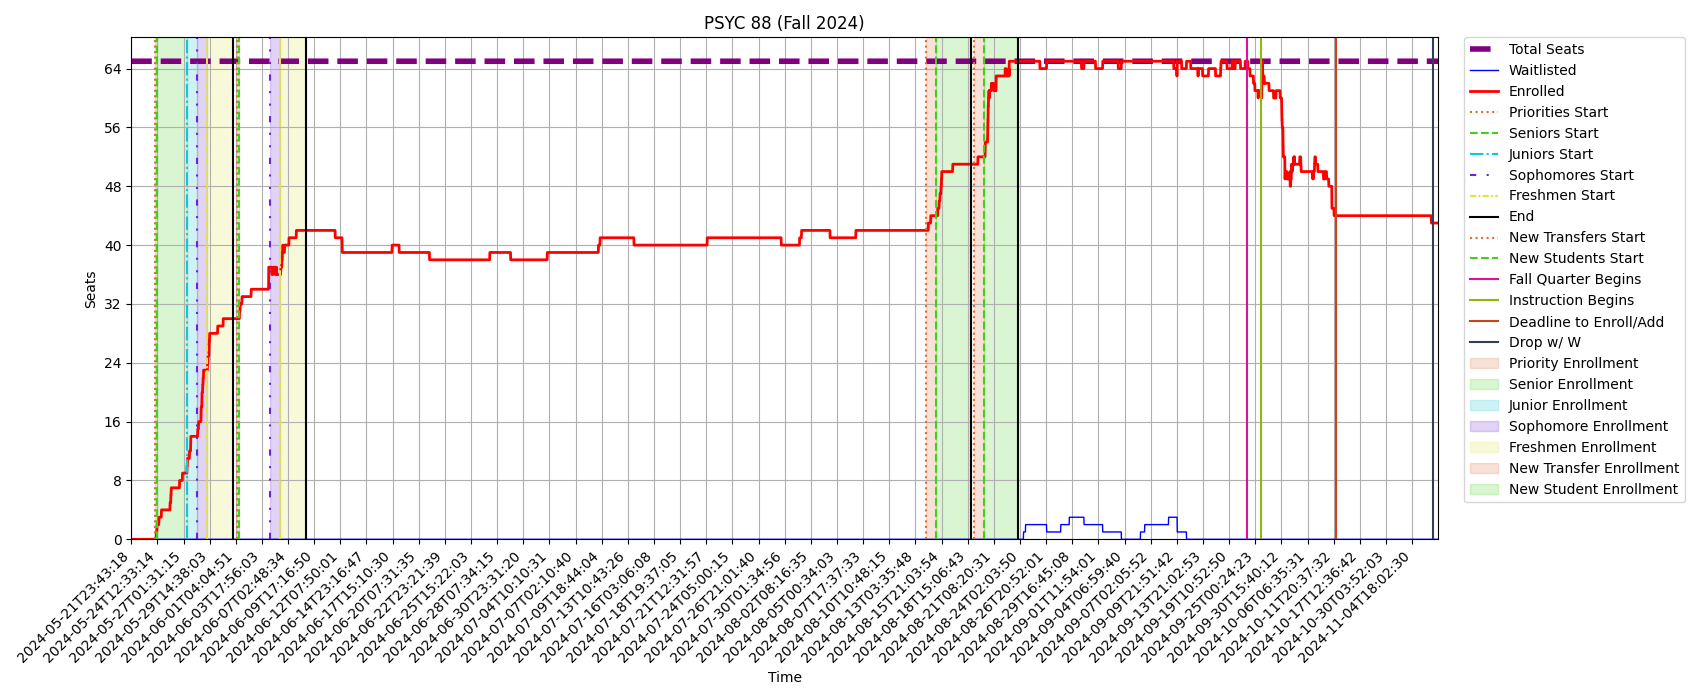 PSYC 88 (Fall 2024)
Seats
64
56
48
40
32
24
16
8
0
2024-05-21T23:43:18
2024-05-24T12:33:14
2024-05-27T01:31:15
2024-05-29T14:38:03
2024-06-01T04:04:51
2024-06-03T17:56:03
2024-06-07T02:48:34
2024-06-09T17:16:50
2024-06-12T07:50:01
2024-06-14T23:16:47
2024-06-17T15:10:30
2024-06-20T07:31:35
2024-06-22T23:21:39
2024-06-25T15:22:03
2024-06-28T07:34:15
2024-06-30T23:31:20
2024-07-04T10:10:31
2024-07-07T02:10:40
2024-07-09T18:44:04
2024-07-13T10:43:26
2024-07-16T03:06:08
2024-07-18T19:37:05
2024-07-21T12:31:57
2024-07-24T05:00:15
2024-07-26T21:01:40
2024-07-30T01:34:56
2024-08-02T08:16:35
2024-08-05T00:34:03
2024-08-07T17:37:33
2024-08-10T10:48:15
2024-08-13T03:35:48
2024-08-15T21:03:54
2024-08-18T15:06:43
2024-08-21T08:20:31
2024-08-24T02:03:50
2024-08-26T20:52:01
2024-08-29T16:45:08
2024-09-01T11:54:01
2024-09-04T06:59:40
2024-09-07T02:05:52
2024-09-09T21:51:42
2024-09-13T21:02:53
2024-09-19T10:52:50
2024-09-25T00:24:23
2024-09-30T15:40:12
2024-10-06T06:35:31
2024-10-11T20:37:32
2024-10-17T12:36:42
2024-10-30T03:52:03
2024-11-04T18:02:30
Time
Total Seats
Waitlisted
Enrolled
Priorities Start
Seniors Start
Juniors Start
Sophomores Start
Freshmen Start
End
New Transfers Start
New Students Start
Fall Quarter Begins
Instruction Begins
Deadline to Enroll/Add
Drop w/ W
Priority Enrollment
Senior Enrollment
Junior Enrollment
Sophomore Enrollment
Freshmen Enrollment
New Transfer Enrollment
New Student Enrollment